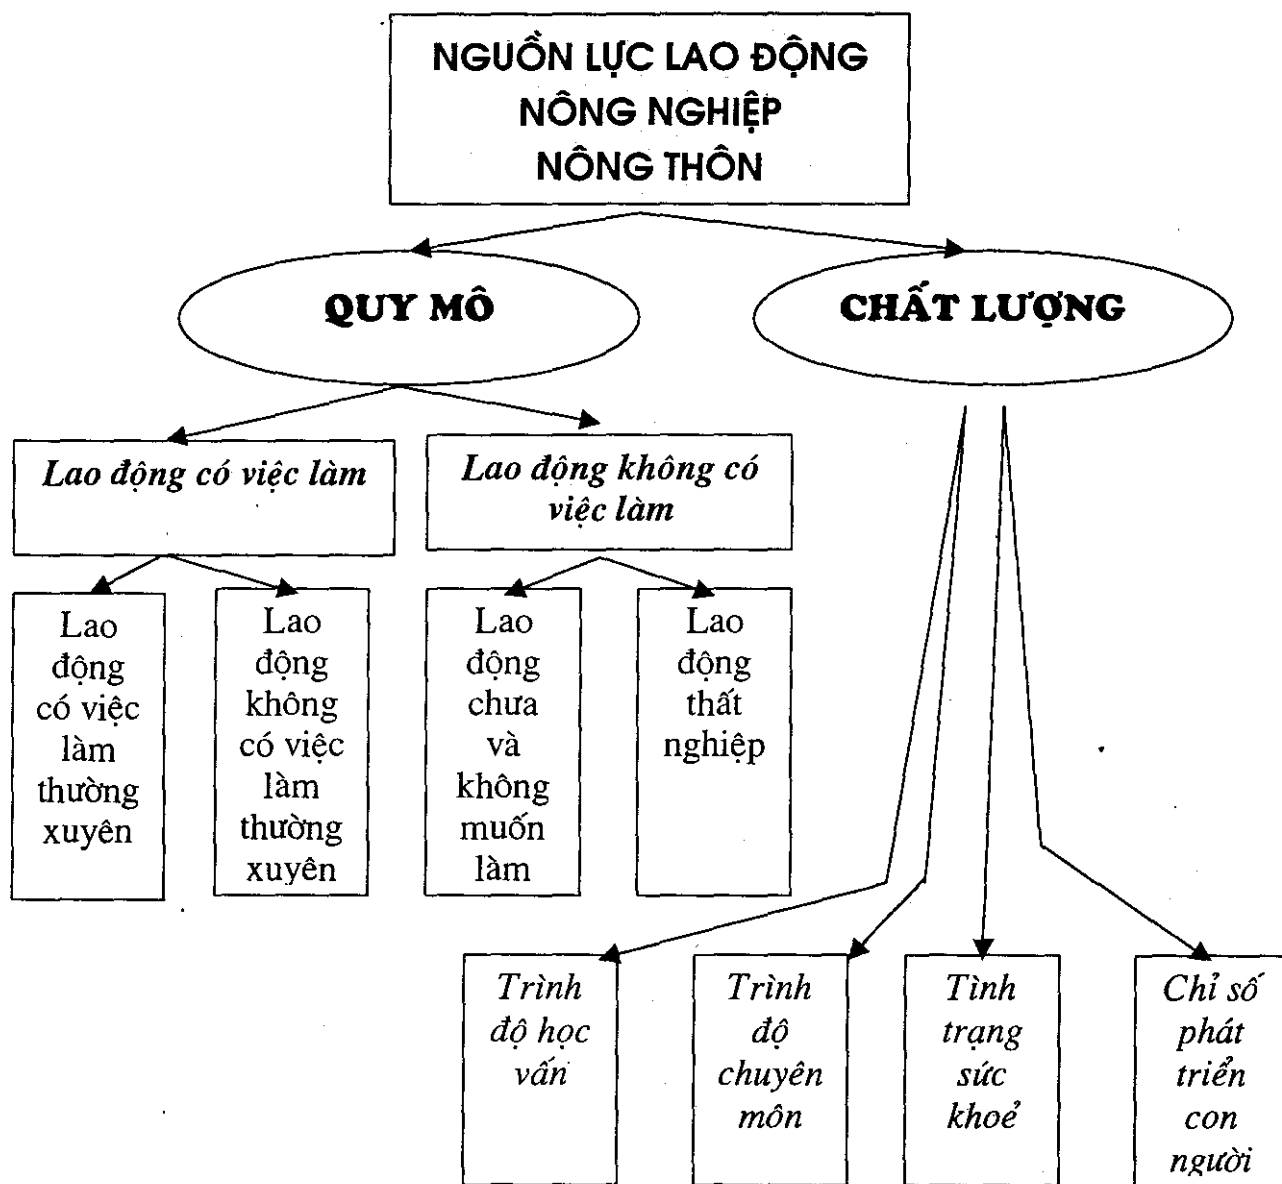 NGUỒN LỰC LAO ĐỘNG
NÔNG NGHIỆP
NÔNG THÔN
QUY MÔ
CHẤT LƯỢNG
Lao động có việc làm
Lao động không có
việc làm
Lao
động
có việc
làm
thường
xuyên
Lao
động
không
có việc
làm
thường
xuyên
Lao
động
chưa
và
không
muốn
làm
Lao
động
thất
nghiệp
Trình
độ học
vấn
Trình
độ
chuyên
môn
Tình
trạng
sức
khoẻ
Chỉ số
phát
triển
con
người